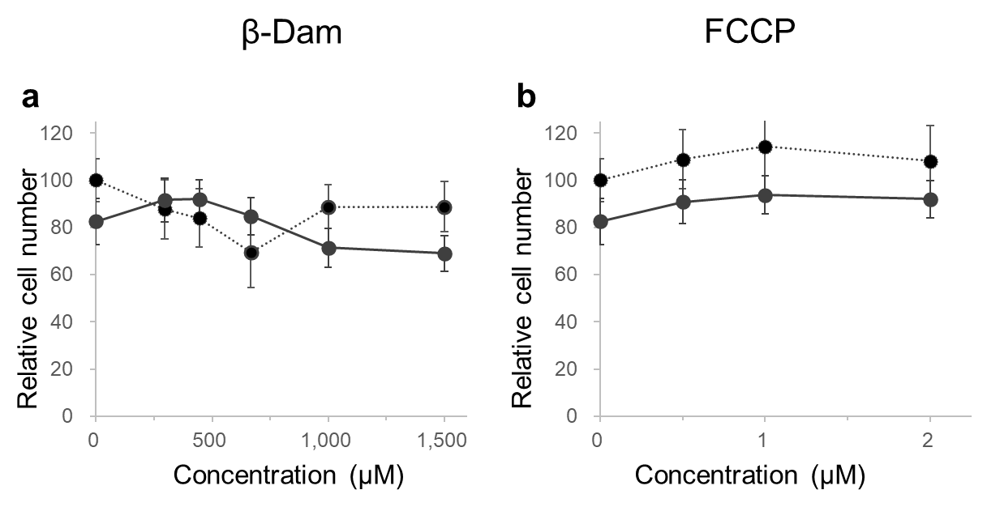 β-Dam
FCCP
a
b
Relative cell number
120
100
80
60
40
20
0
0
500
1,000
1,500
Concentration (µM)
Relative cell number
120
100
80
60
40
20
0
0
1
2
Concentration (µM)